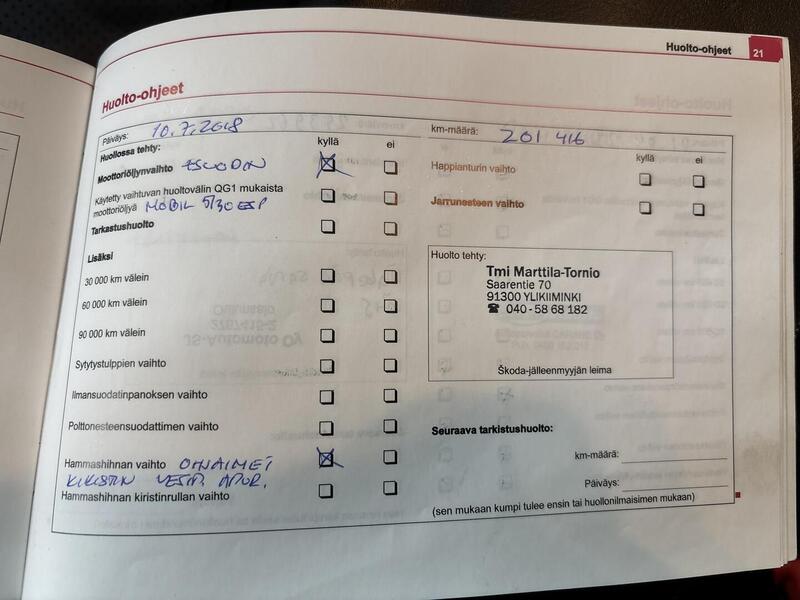 Huolto-ohjeet 21
Huolto-ohjeet
Päiväys: 10.7.2018
km-määrä: 201 416
Huollossa tehty: kyllä ei
kyllä ei
Moottoriöljynvaihto
Happianturin vaihto
Käytetty vaihtuvan huoltovälin QG1 mukaista
moottoriöljyä MOBIL 5/30 ESP
Jarrunesteen vaihto
Tarkastushuolto
Lisäksi
30 000 km välein
60 000 km välein
90 000 km välein
Sytytystulppien vaihto
Ilmansuodatinpanoksen vaihto
Polttonesteensuodattimen vaihto
Hammashihnan vaihto
Hammashihnan kiristinrullan vaihto
Huolto tehty:
Tmi Marttila-Tornio
Saarentie 70
91300 YLIKIIMINKI
☎ 040 - 58 68 182
Škoda-jälleenmyyjän leima
Seuraava tarkistushuolto:
km-määrä:
Päiväys:
(sen mukaan kumpi tulee ensin tai huollonilmaisimen mukaan)